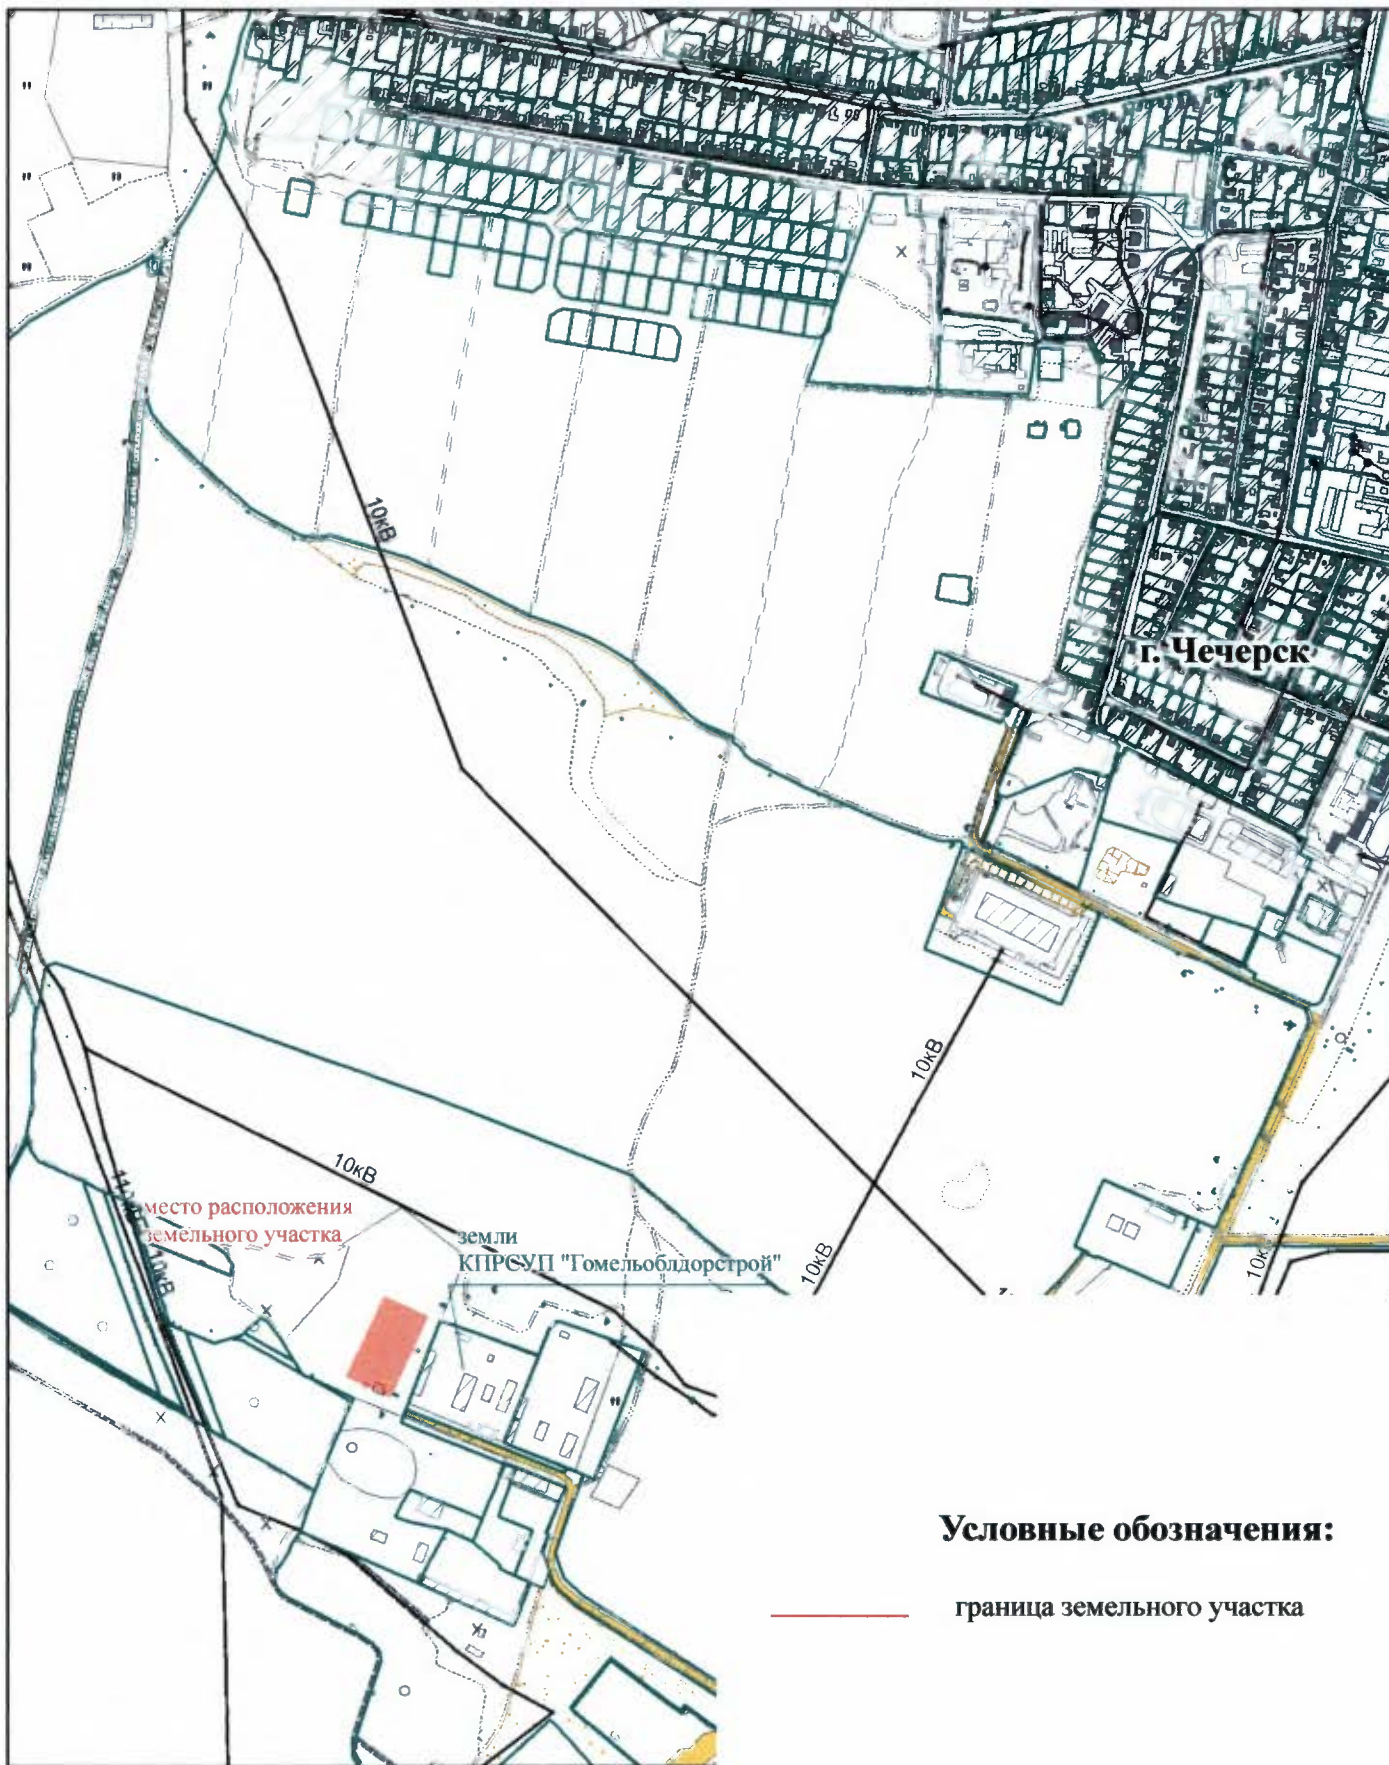 10кВ
г. Чечерск
10кВ
10кВ
место расположения
земельного участка
10кВ
земли
КПРСУП "Гомельоблдорстрой"
10кВ
Условные обозначения:
граница земельного участка